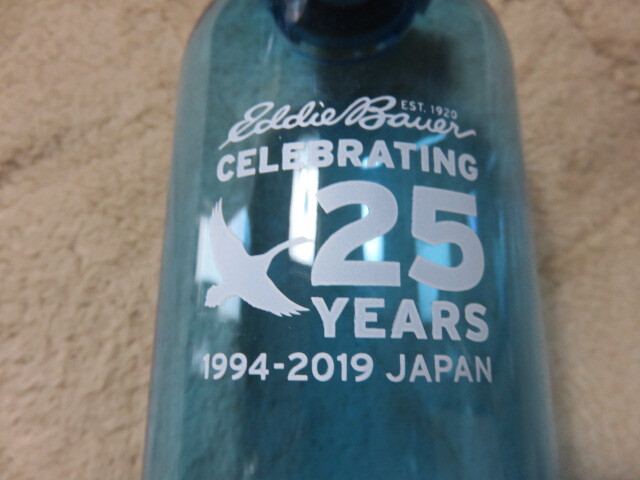 EST. 1920
Eddie Bauer
CELEBRATING
25
YEARS
1994-2019 JAPAN